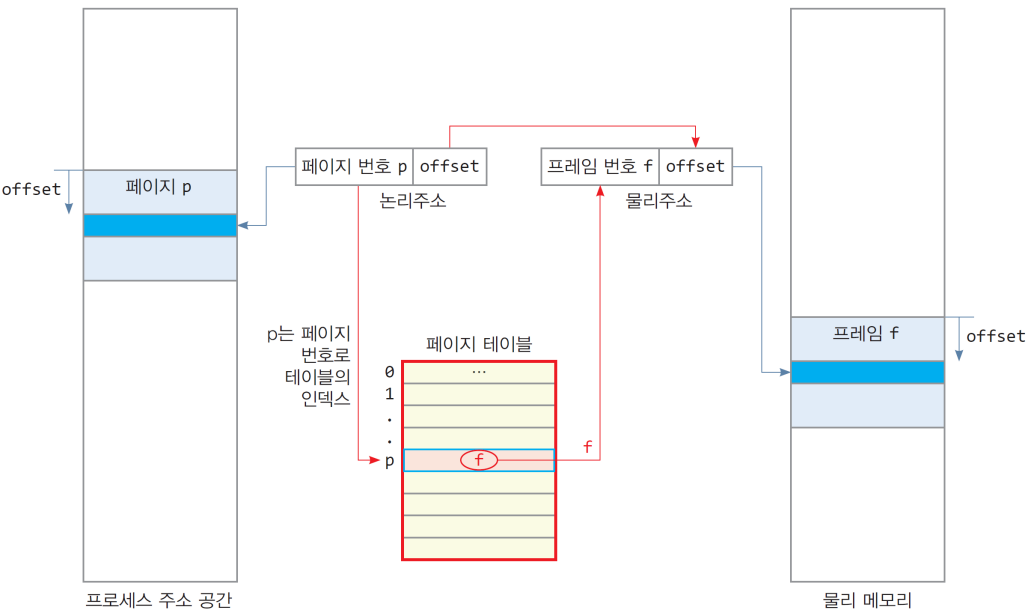 페이지 번호 p
offset
논리주소
프레임 번호 f
offset
물리주소
offset
페이지 p
p는 페이지
번호로
테이블의
인덱스
페이지 테이블
0
...
1
.
.
p
f
f
프레임 f
offset
프로세스 주소 공간
물리 메모리